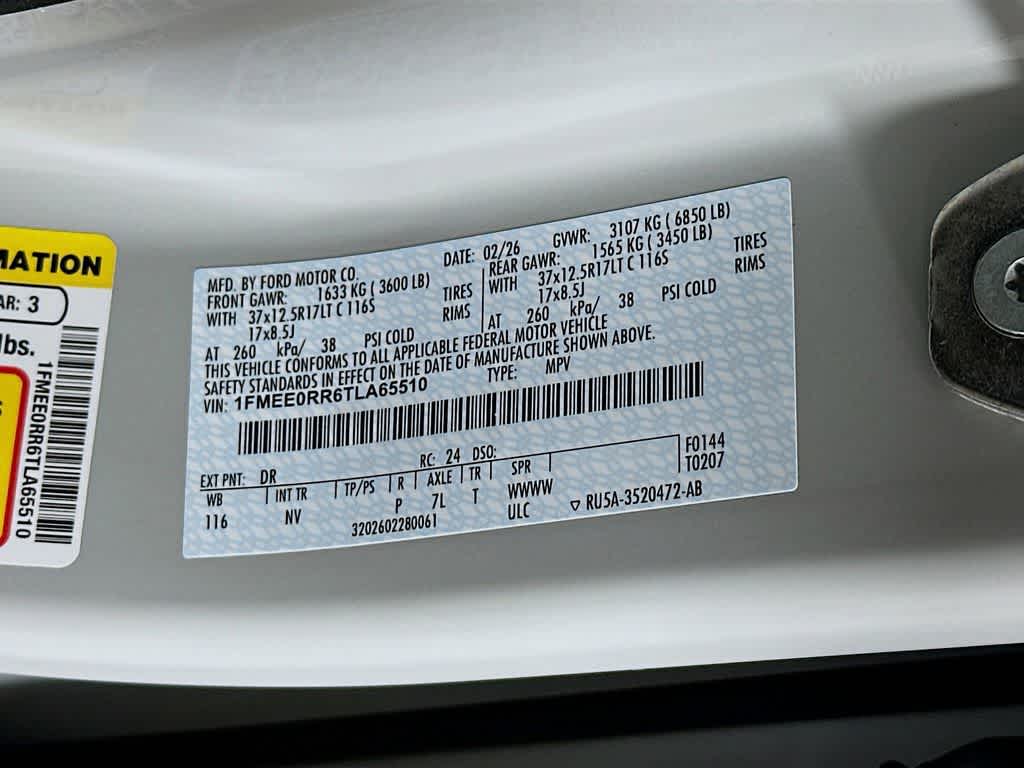 MATION
AR: 3
lbs.
1FMEE0RR6TLA65510
MFD. BY FORD MOTOR CO.
DATE: 02/26
GVWR: 3107 KG ( 6850 LB)
FRONT GAWR: 1633 KG ( 3600 LB)
REAR GAWR: 1565 KG ( 3450 LB)
WITH 37x12.5R17LT C 116S TIRES
WITH 37x12.5R17LT C 116S TIRES
17x8.5J RIMS
17x8.5J RIMS
AT 260 kPa/ 38 PSI COLD
AT 260 kPa/ 38 PSI COLD
THIS VEHICLE CONFORMS TO ALL APPLICABLE FEDERAL MOTOR VEHICLE
SAFETY STANDARDS IN EFFECT ON THE DATE OF MANUFACTURE SHOWN ABOVE.
VIN: 1FMEE0RR6TLA65510
TYPE: MPV
EXT PNT: DR RC: 24 DSO: F0144
WB INT TR TP/PS R AXLE TR SPR T0207
116 NV P 7L T WWWW
3202602280061 ULC RU5A-3520472-AB